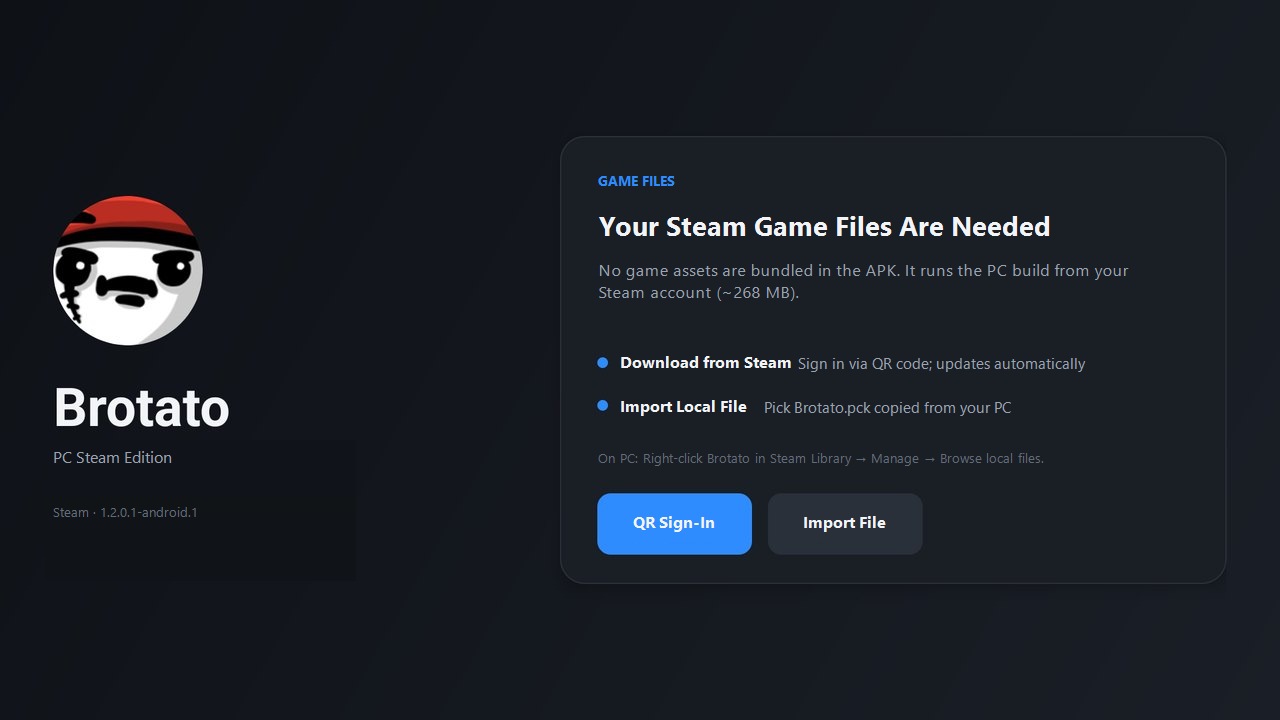 Brotato
PC Steam Edition
Steam · 1.2.0.1-android.1
GAME FILES
Your Steam Game Files Are Needed
No game assets are bundled in the APK. It runs the PC build from your
Steam account (~268 MB).
Download from Steam Sign in via QR code; updates automatically
Import Local File Pick Brotato.pck copied from your PC
On PC: Right-click Brotato in Steam Library → Manage → Browse local files.
QR Sign-In
Import File